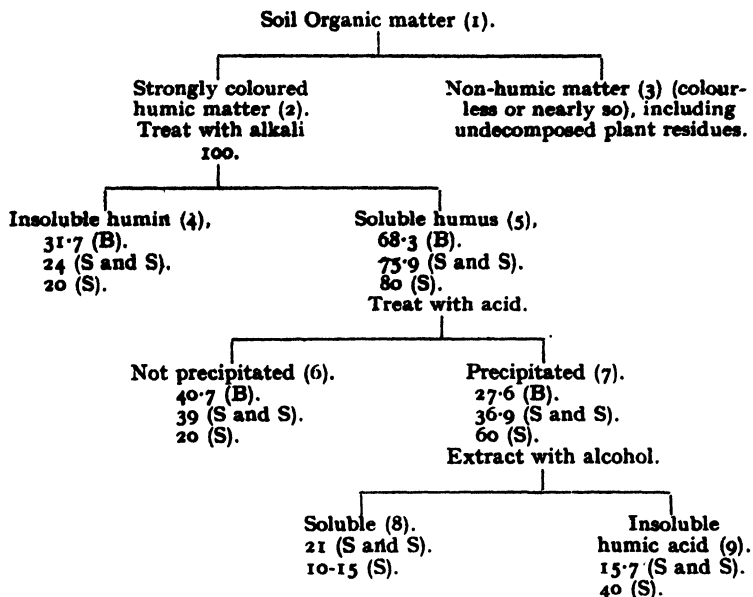 Soil Organic matter (1).
Strongly coloured
humic matter (2).
Treat with alkali
100.
Non-humic matter (3) (colour-
less or nearly so), including
undecomposed plant residues.
Insoluble humin (4),
31·7 (B).
24 (S and S).
20 (S).
Soluble humus (5),
68·3 (B).
75·9 (S and S).
80 (S).
Treat with acid.
Not precipitated (6).
40·7 (B).
39 (S and S).
20 (S).
Precipitated (7).
27·6 (B).
36·9 (S and S).
60 (S).
Extract with alcohol.
Soluble (8).
21 (S and S).
10-15 (S).
Insoluble
humic acid (9).
15·7 (S and S).
40 (S).